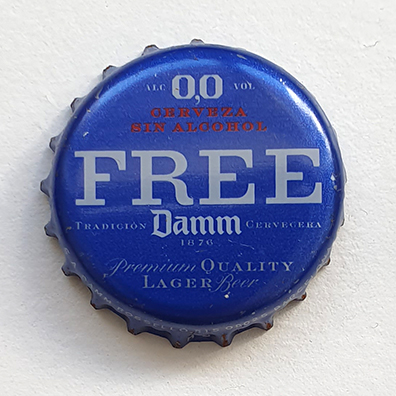 ALC 0,0 VOL
CERVEZA
SIN ALCOHOL
FREE
TRADICIÓN Damm CERVECERA
1876
Premium QUALITY
LAGER Beer